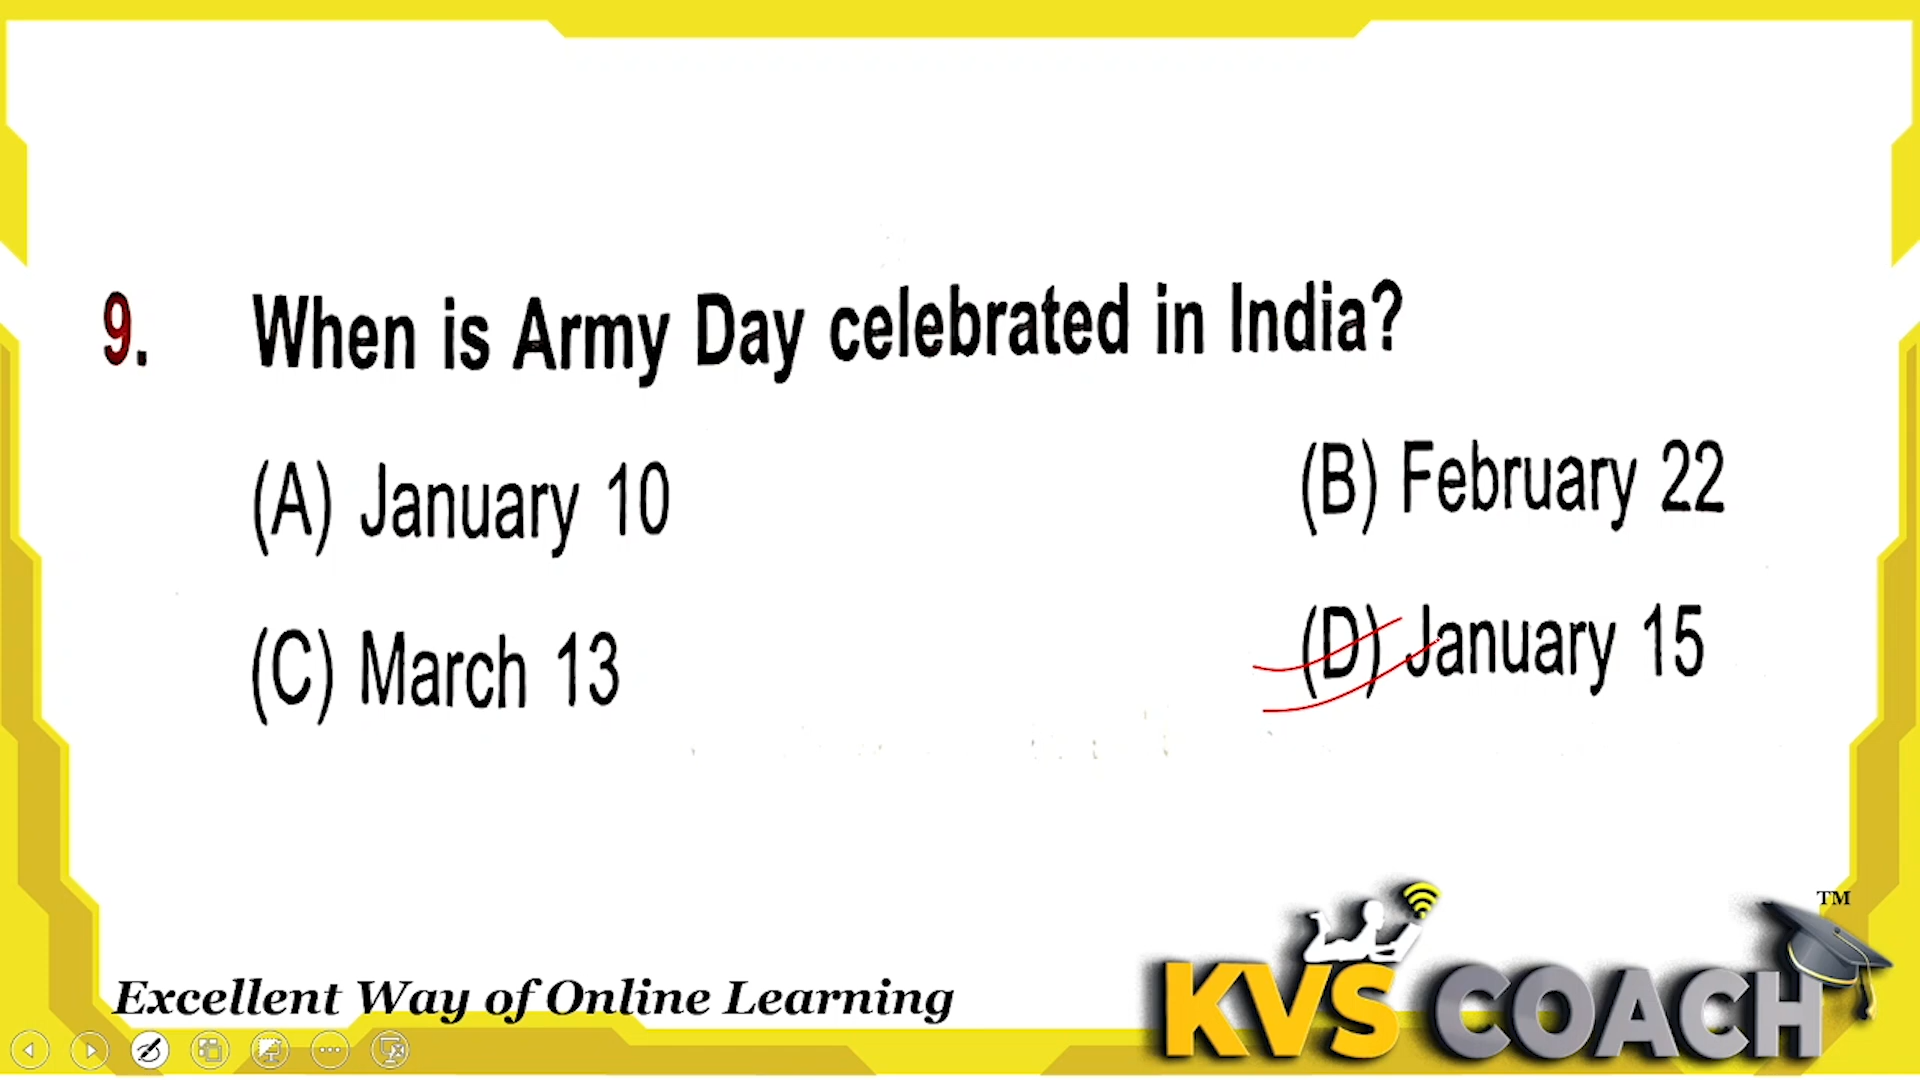 9. When is Army Day celebrated in India?
(A) January 10 (B) February 22
(C) March 13 (D) January 15
TM
Excellent Way of Online Learning
KVS COACH